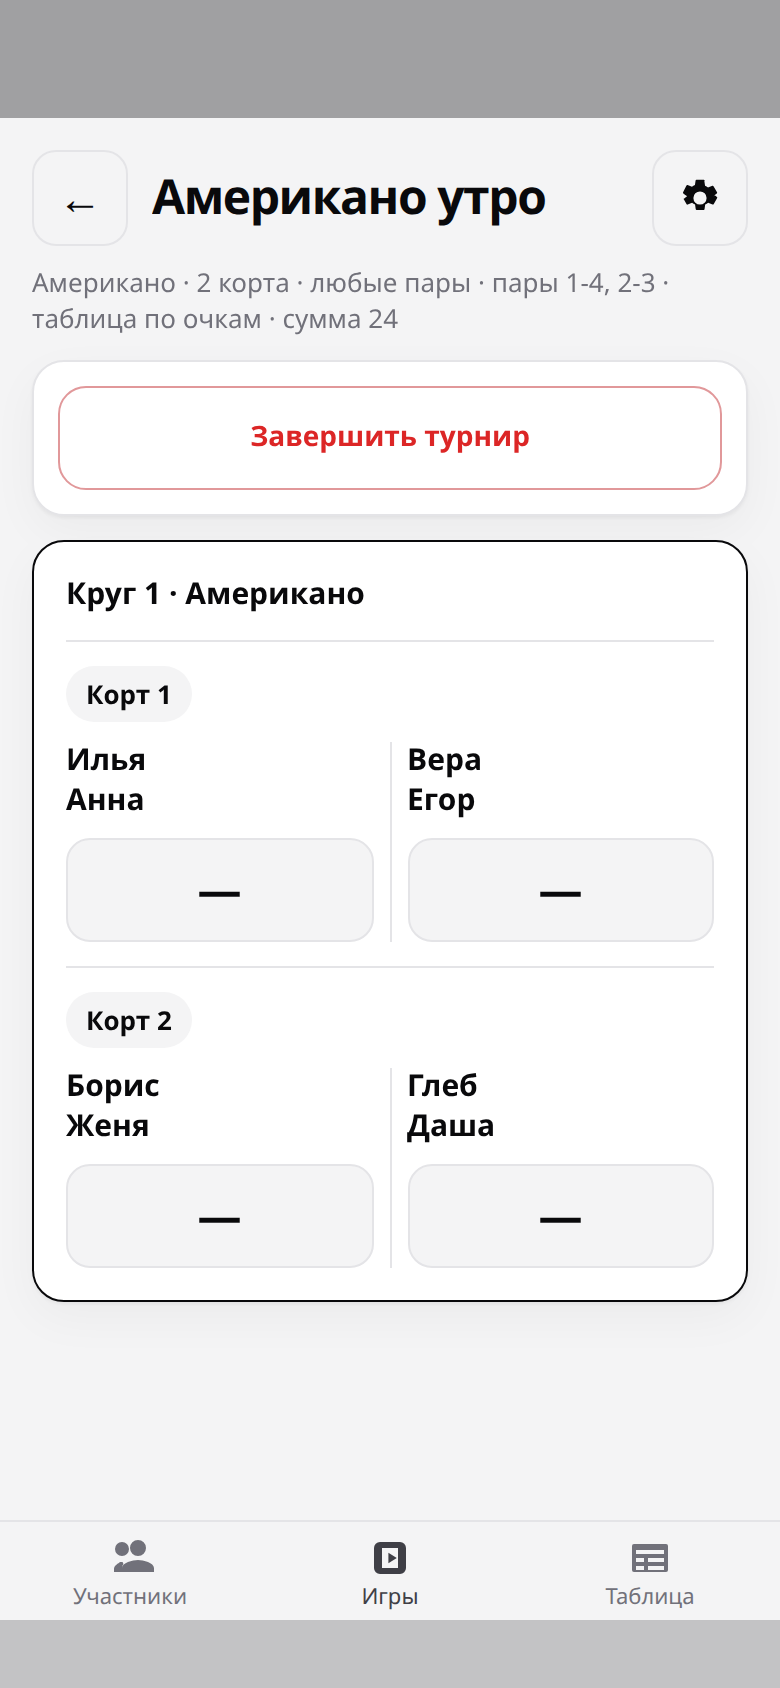 ←
Американо утро
Американо · 2 корта · любые пары · пары 1-4, 2-3 ·
таблица по очкам · сумма 24
Завершить турнир
Круг 1 · Американо
Корт 1
Илья
Анна
Вера
Егор
—
—
Корт 2
Борис
Женя
Глеб
Даша
—
—
Участники
Игры
Таблица